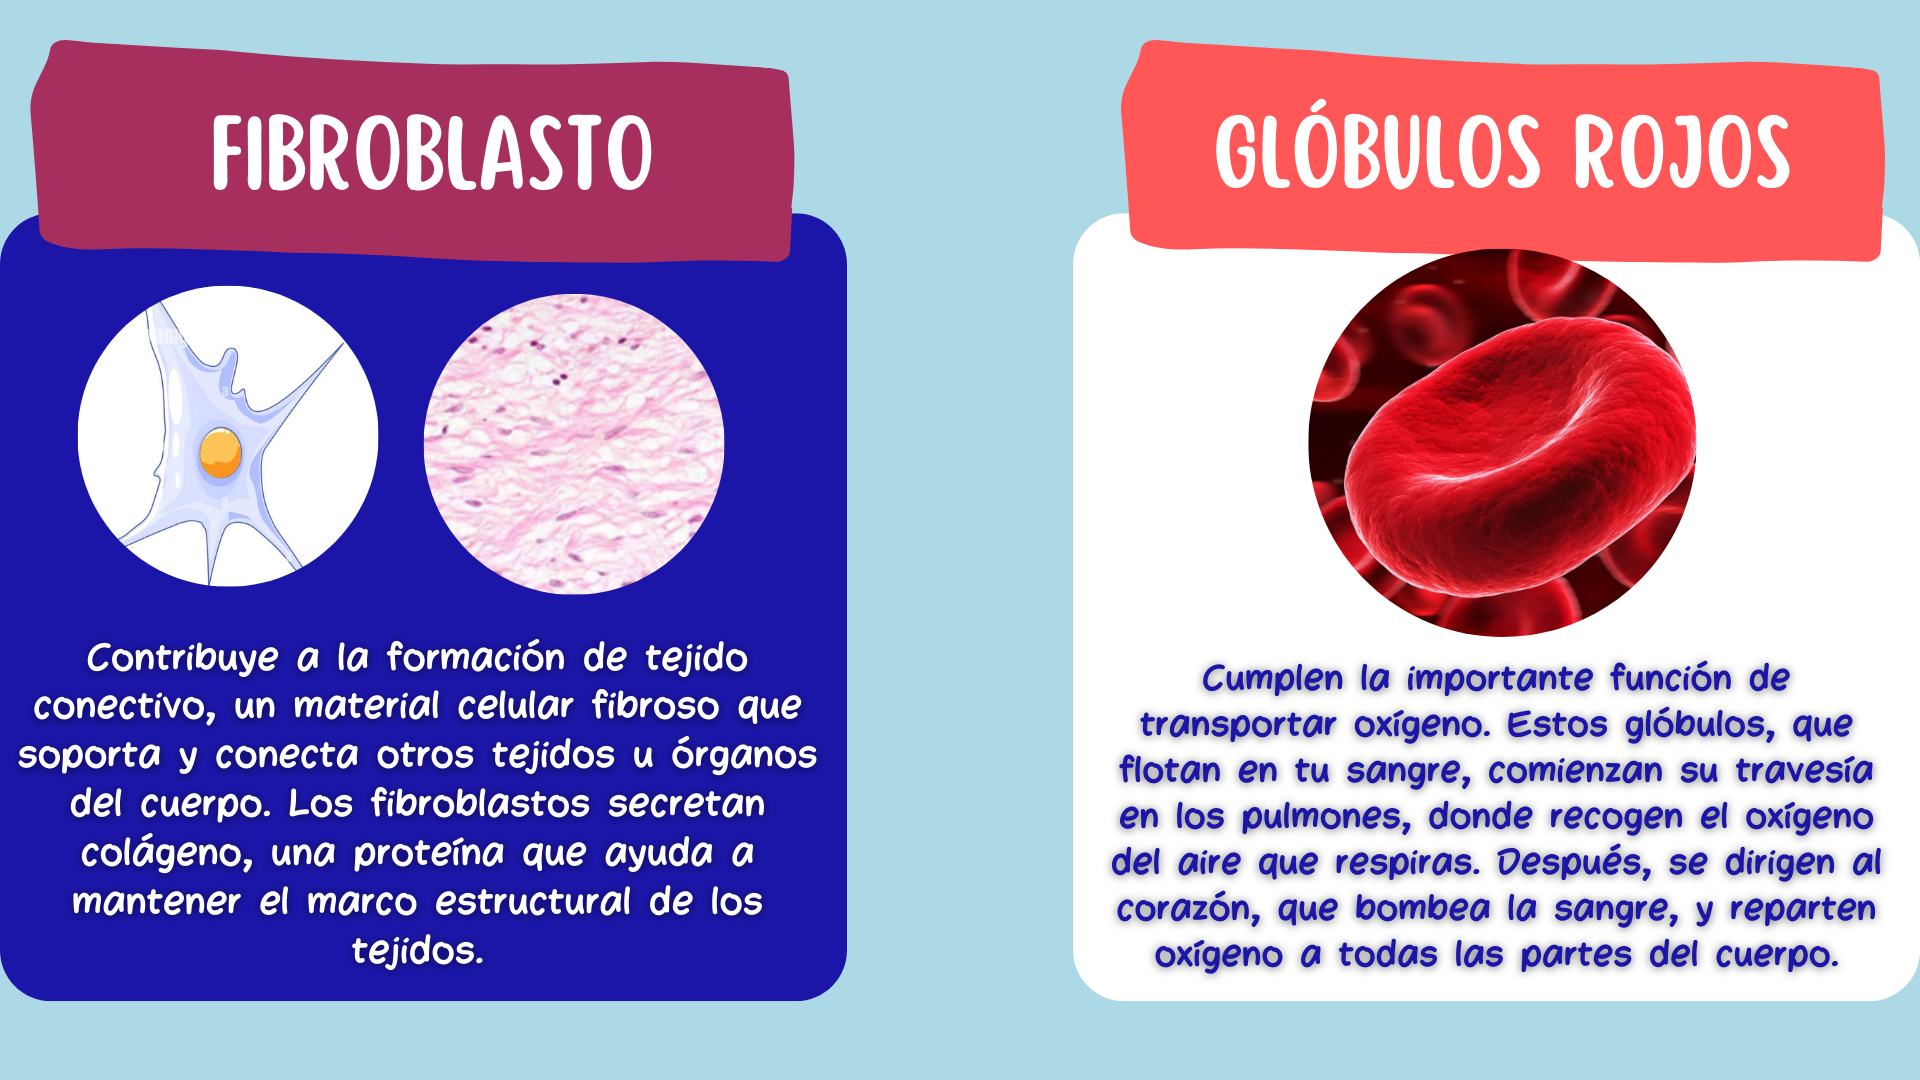 FIBROBLASTO
Contribuye a la formación de tejido
conectivo, un material celular fibroso que
soporta y conecta otros tejidos u órganos
del cuerpo. Los fibroblastos secretan
colágeno, una proteína que ayuda a
mantener el marco estructural de los
tejidos.
GLÓBULOS ROJOS
Cumplen la importante función de
transportar oxígeno. Estos glóbulos, que
flotan en tu sangre, comienzan su travesía
en los pulmones, donde recogen el oxígeno
del aire que respiras. Después, se dirigen al
corazón, que bombea la sangre, y reparten
oxígeno a todas las partes del cuerpo.